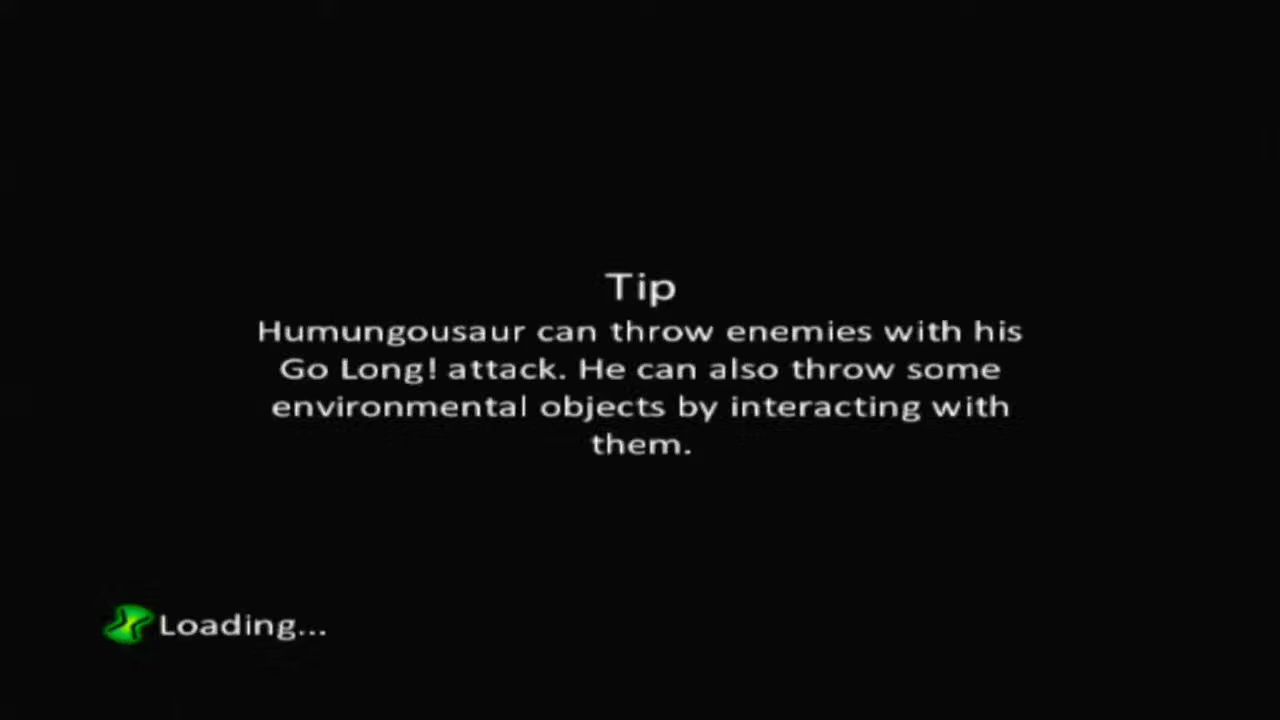 Tip
Humungousaur can throw enemies with his
Go Long! attack. He can also throw some
environmental objects by interacting with
them.
Loading...